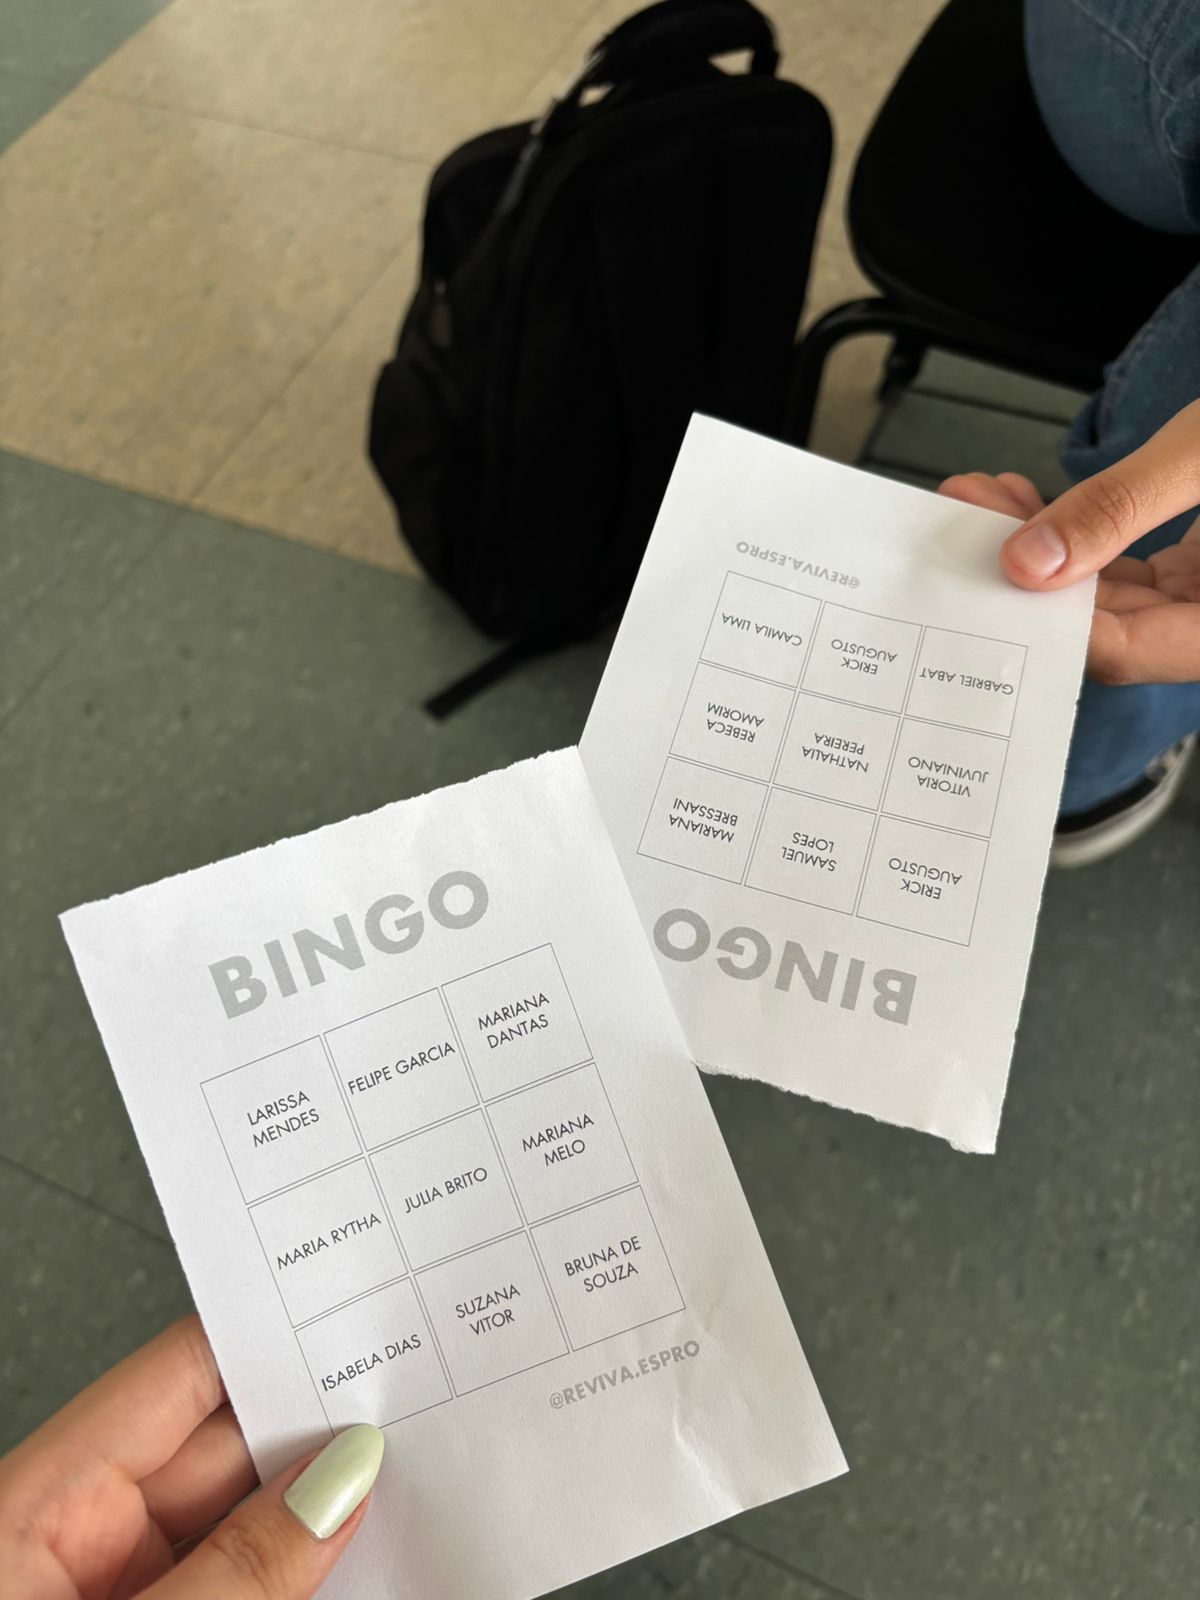 BINGO
LARISSA
MENDES
FELIPE GARCIA
MARIANA
DANTAS
MARIA RYTHA
JULIA BRITO
MARIANA
MELO
ISABELA DIAS
SUZANA
VITOR
BRUNA DE
SOUZA
@REVIVA.ESPRO
BINGO
ERICK
AUGUSTO
SAMUEL
LOPES
MARIANA
BRESSANI
VITORIA
JUVINIANO
NATHALIA
PEREIRA
REBECA
AMORIM
GABRIEL ABAT
ERICK
AUGUSTO
CAMILA LIMA
@REVIVA.ESPRO